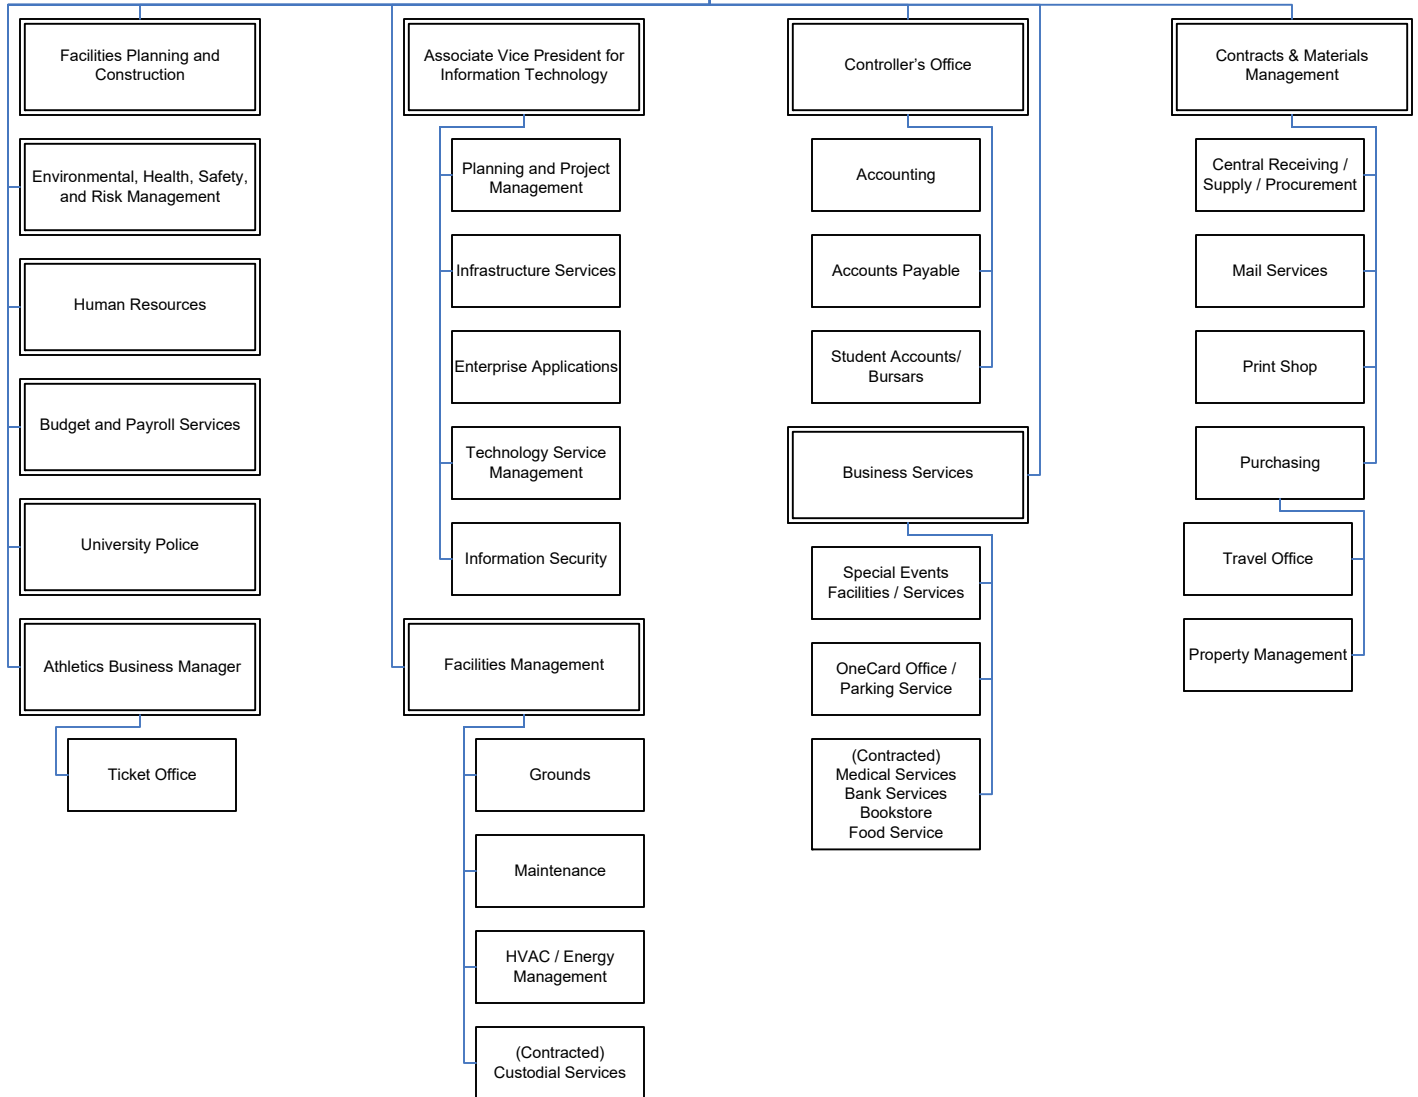 Facilities Planning and
Construction
Environmental, Health, Safety,
and Risk Management
Human Resources
Budget and Payroll Services
University Police
Athletics Business Manager
Ticket Office
Associate Vice President for
Information Technology
Planning and Project
Management
Infrastructure Services
Enterprise Applications
Technology Service
Management
Information Security
Facilities Management
Grounds
Maintenance
HVAC / Energy
Management
(Contracted)
Custodial Services
Controller’s Office
Accounting
Accounts Payable
Student Accounts/
Bursars
Business Services
Special Events
Facilities / Services
OneCard Office /
Parking Service
(Contracted)
Medical Services
Bank Services
Bookstore
Food Service
Contracts & Materials
Management
Central Receiving /
Supply / Procurement
Mail Services
Print Shop
Purchasing
Travel Office
Property Management